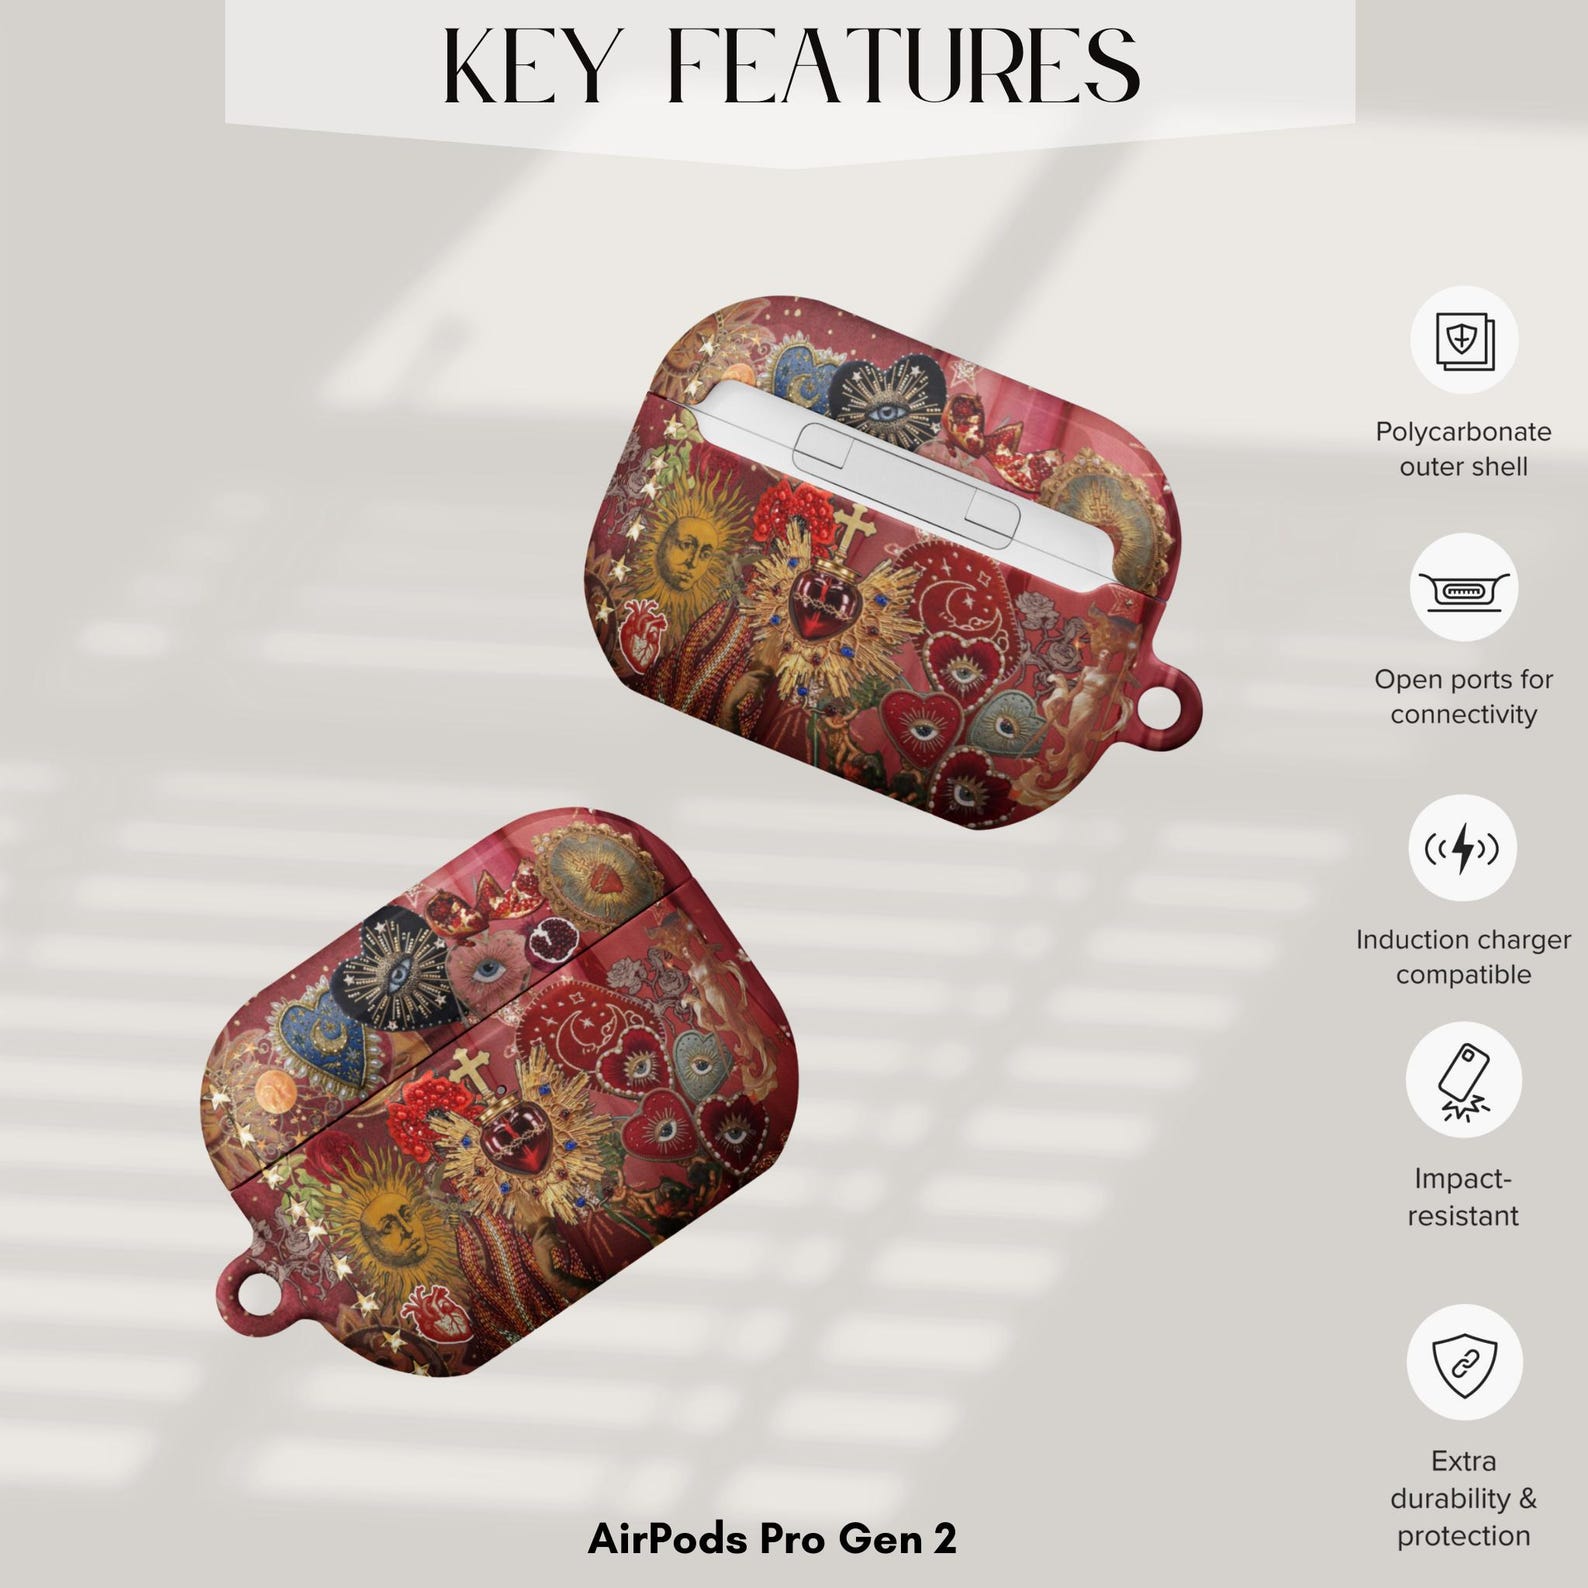 KEY FEATURES
Polycarbonate
outer shell
Open ports for
connectivity
Induction charger
compatible
Impact-
resistant
Extra
durability &
protection
AirPods Pro Gen 2